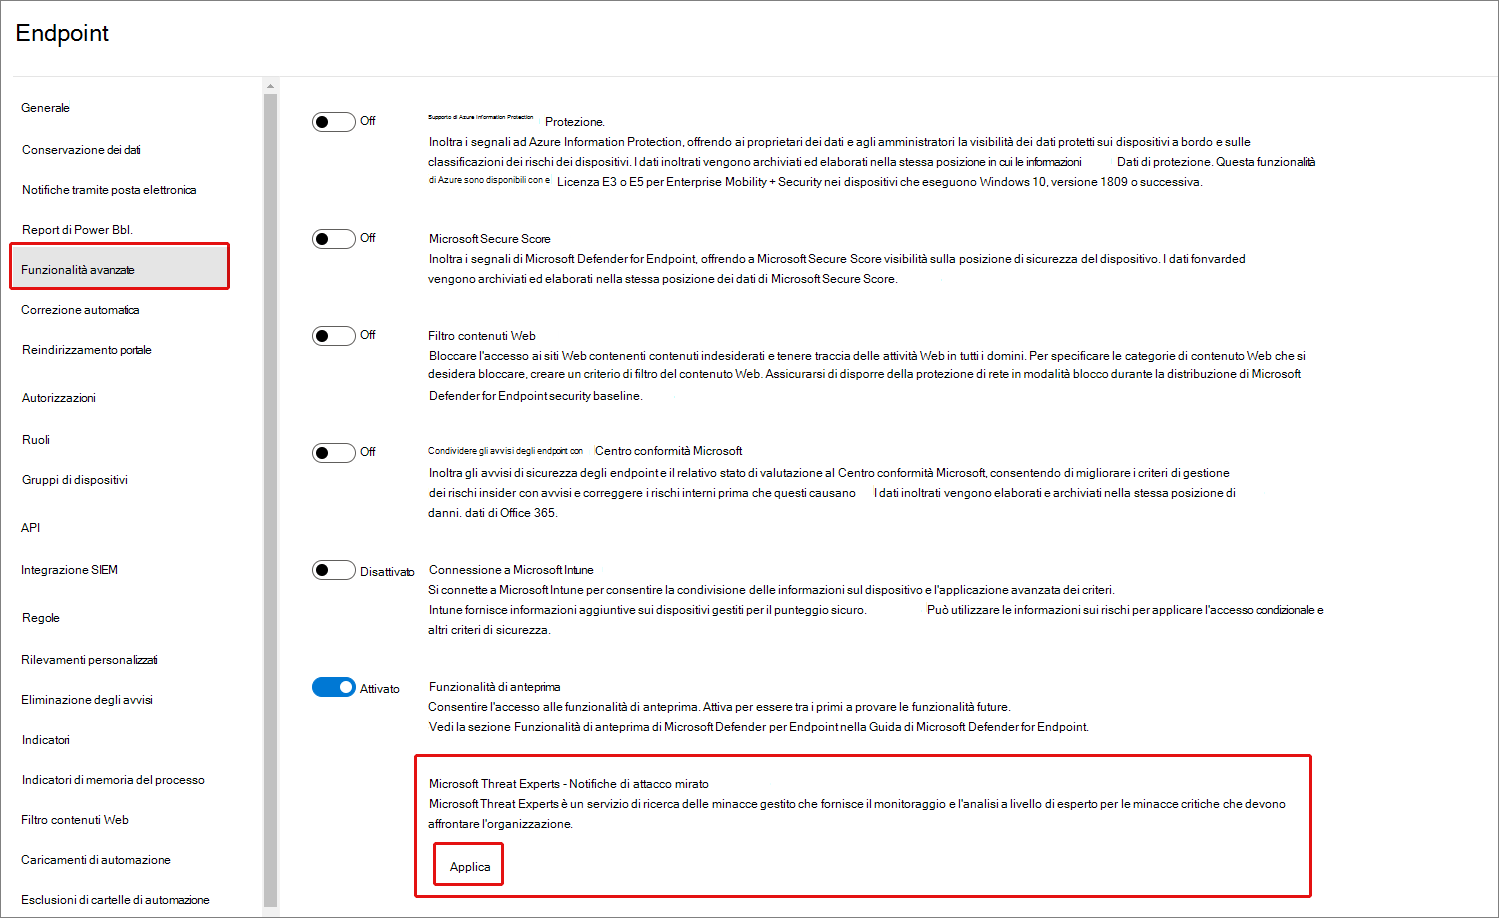 Endpoint
Generale
Conservazione dei dati
Notifiche tramite posta elettronica
Report di Power Bbl.
Funzionalità avanzate
Correzione automatica
Reindirizzamento portale
Autorizzazioni
Ruoli
Gruppi di dispositivi
API
Integrazione SIEM
Regole
Rilevamenti personalizzati
Eliminazione degli avvisi
Indicatori
Indicatori di memoria del processo
Filtro contenuti Web
Caricamenti di automazione
Esclusioni di cartelle di automazione
Off
Supporto di Azure Information Protection Protezione.
Inoltra i segnali ad Azure Information Protection, offrendo ai proprietari dei dati e agli amministratori la visibilità dei dati protetti sui dispositivi a bordo e sulle
classificazioni dei rischi dei dispositivi. I dati inoltrati vengono archiviati ed elaborati nella stessa posizione in cui le informazioni Dati di protezione. Questa funzionalità
di Azure sono disponibili con e Licenza E3 o E5 per Enterprise Mobility + Security nei dispositivi che eseguono Windows 10, versione 1809 o successiva.
Off
Microsoft Secure Score
Inoltra i segnali di Microsoft Defender for Endpoint, offrendo a Microsoft Secure Score visibilità sulla posizione di sicurezza del dispositivo. I dati fonvarded
vengono archiviati ed elaborati nella stessa posizione dei dati di Microsoft Secure Score.
Off
Filtro contenuti Web
Bloccare l'accesso ai siti Web contenenti contenuti indesiderati e tenere traccia delle attività Web in tutti i domini. Per specificare le categorie di contenuto Web che si
desidera bloccare, creare un criterio di filtro del contenuto Web. Assicurarsi di disporre della protezione di rete in modalità blocco durante la distribuzione di Microsoft
Defender for Endpoint security baseline.
Off
Condividere gli avvisi degli endpoint con Centro conformità Microsoft
Inoltra gli avvisi di sicurezza degli endpoint e il relativo stato di valutazione al Centro conformità Microsoft, consentendo di migliorare i criteri di gestione
dei rischi insider con avvisi e correggere i rischi interni prima che questi causano I dati inoltrati vengono elaborati e archiviati nella stessa posizione di
danni. dati di Office 365.
Disattivato
Connessione a Microsoft Intune
Si connette a Microsoft Intune per consentire la condivisione delle informazioni sul dispositivo e l'applicazione avanzata dei criteri.
Intune fornisce informazioni aggiuntive sui dispositivi gestiti per il punteggio sicuro. Può utilizzare le informazioni sui rischi per applicare l'accesso condizionale e
altri criteri di sicurezza.
Attivato
Funzionalità di anteprima
Consentire l'accesso alle funzionalità di anteprima. Attiva per essere tra i primi a provare le funzionalità future.
Vedi la sezione Funzionalità di anteprima di Microsoft Defender per Endpoint nella Guida di Microsoft Defender for Endpoint.
Microsoft Threat Experts - Notifiche di attacco mirato
Microsoft Threat Experts è un servizio di ricerca delle minacce gestito che fornisce il monitoraggio e l'analisi a livello di esperto per le minacce critiche che devono
affrontare l'organizzazione.
Applica